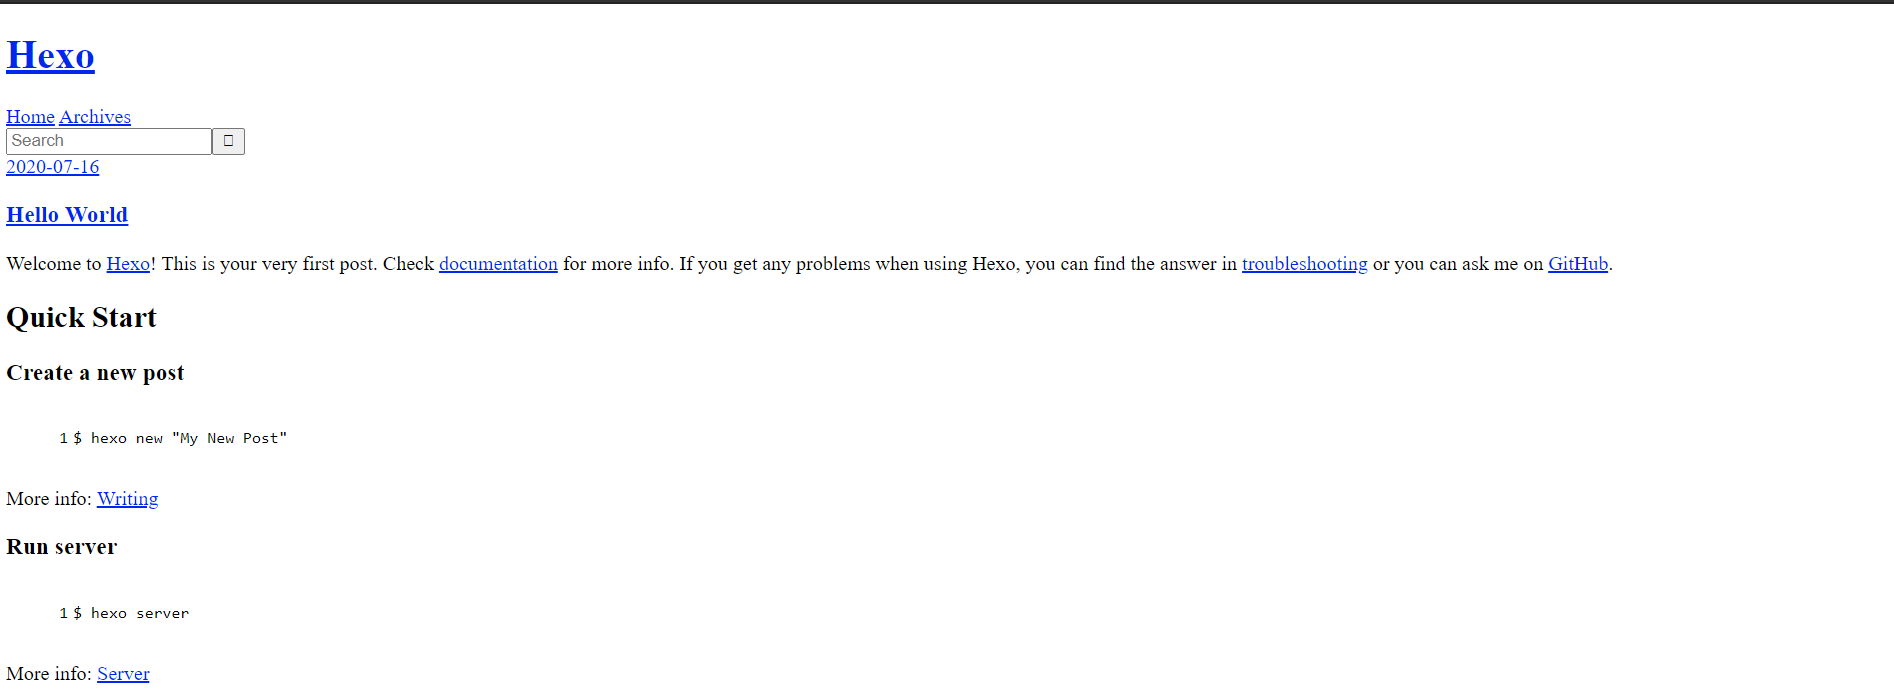 Hexo
Home Archives
Search
2020-07-16
Hello World
Welcome to Hexo! This is your very first post. Check documentation for more info. If you get any problems when using Hexo, you can find the answer in troubleshooting or you can ask me on GitHub.
Quick Start
Create a new post
1 $ hexo new "My New Post"
More info: Writing
Run server
1 $ hexo server
More info: Server